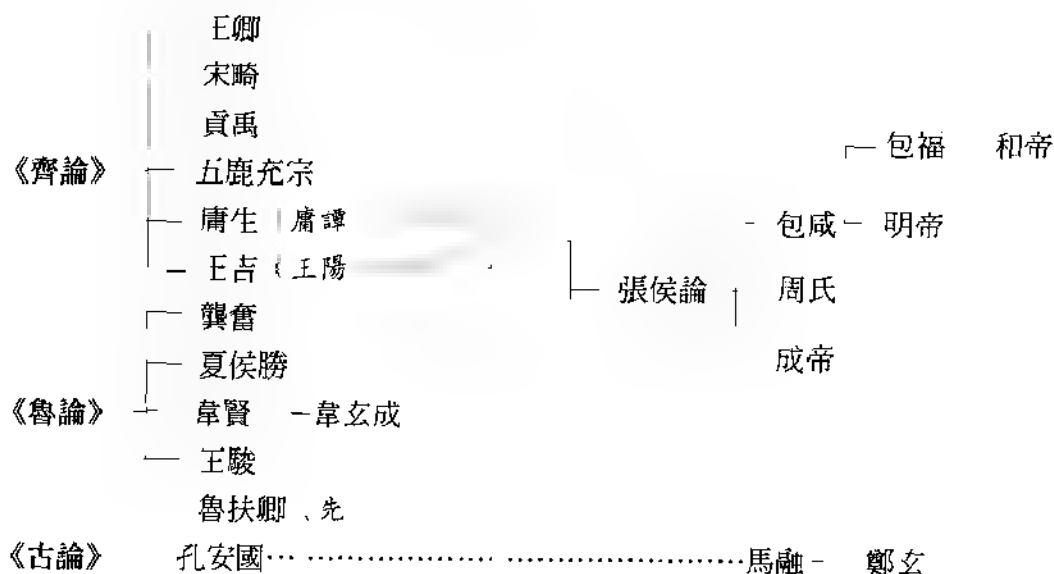 王卿
宋畸
貢禹
包福 和帝
《齊論》 五鹿充宗
庸生 庸譚
包咸 明帝
王吉 王陽
張侯論 周氏
龔奮
夏侯勝
成帝
《魯論》 韋賢 韋玄成
王駿
魯扶卿、先
《古論》 孔安國…………………………馬融 鄭玄